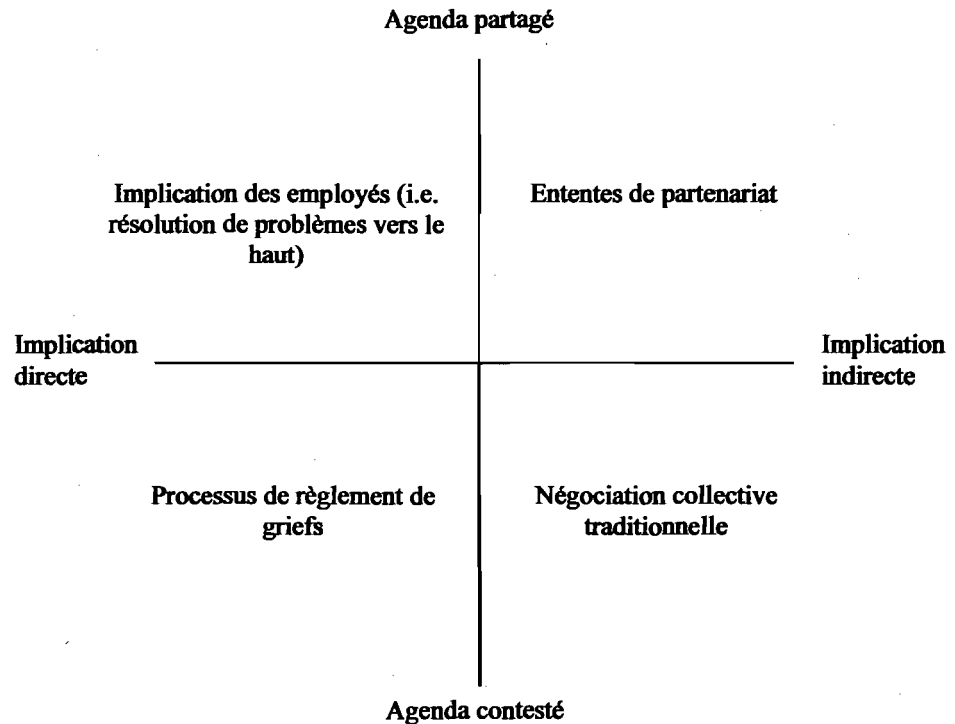 Agenda partagé
Implication des employés (i.e.
résolution de problèmes vers le
haut)
Ententes de partenariat
Implication
directe
Implication
indirecte
Processus de règlement de
griefs
Négociation collective
traditionnelle
Agenda contesté